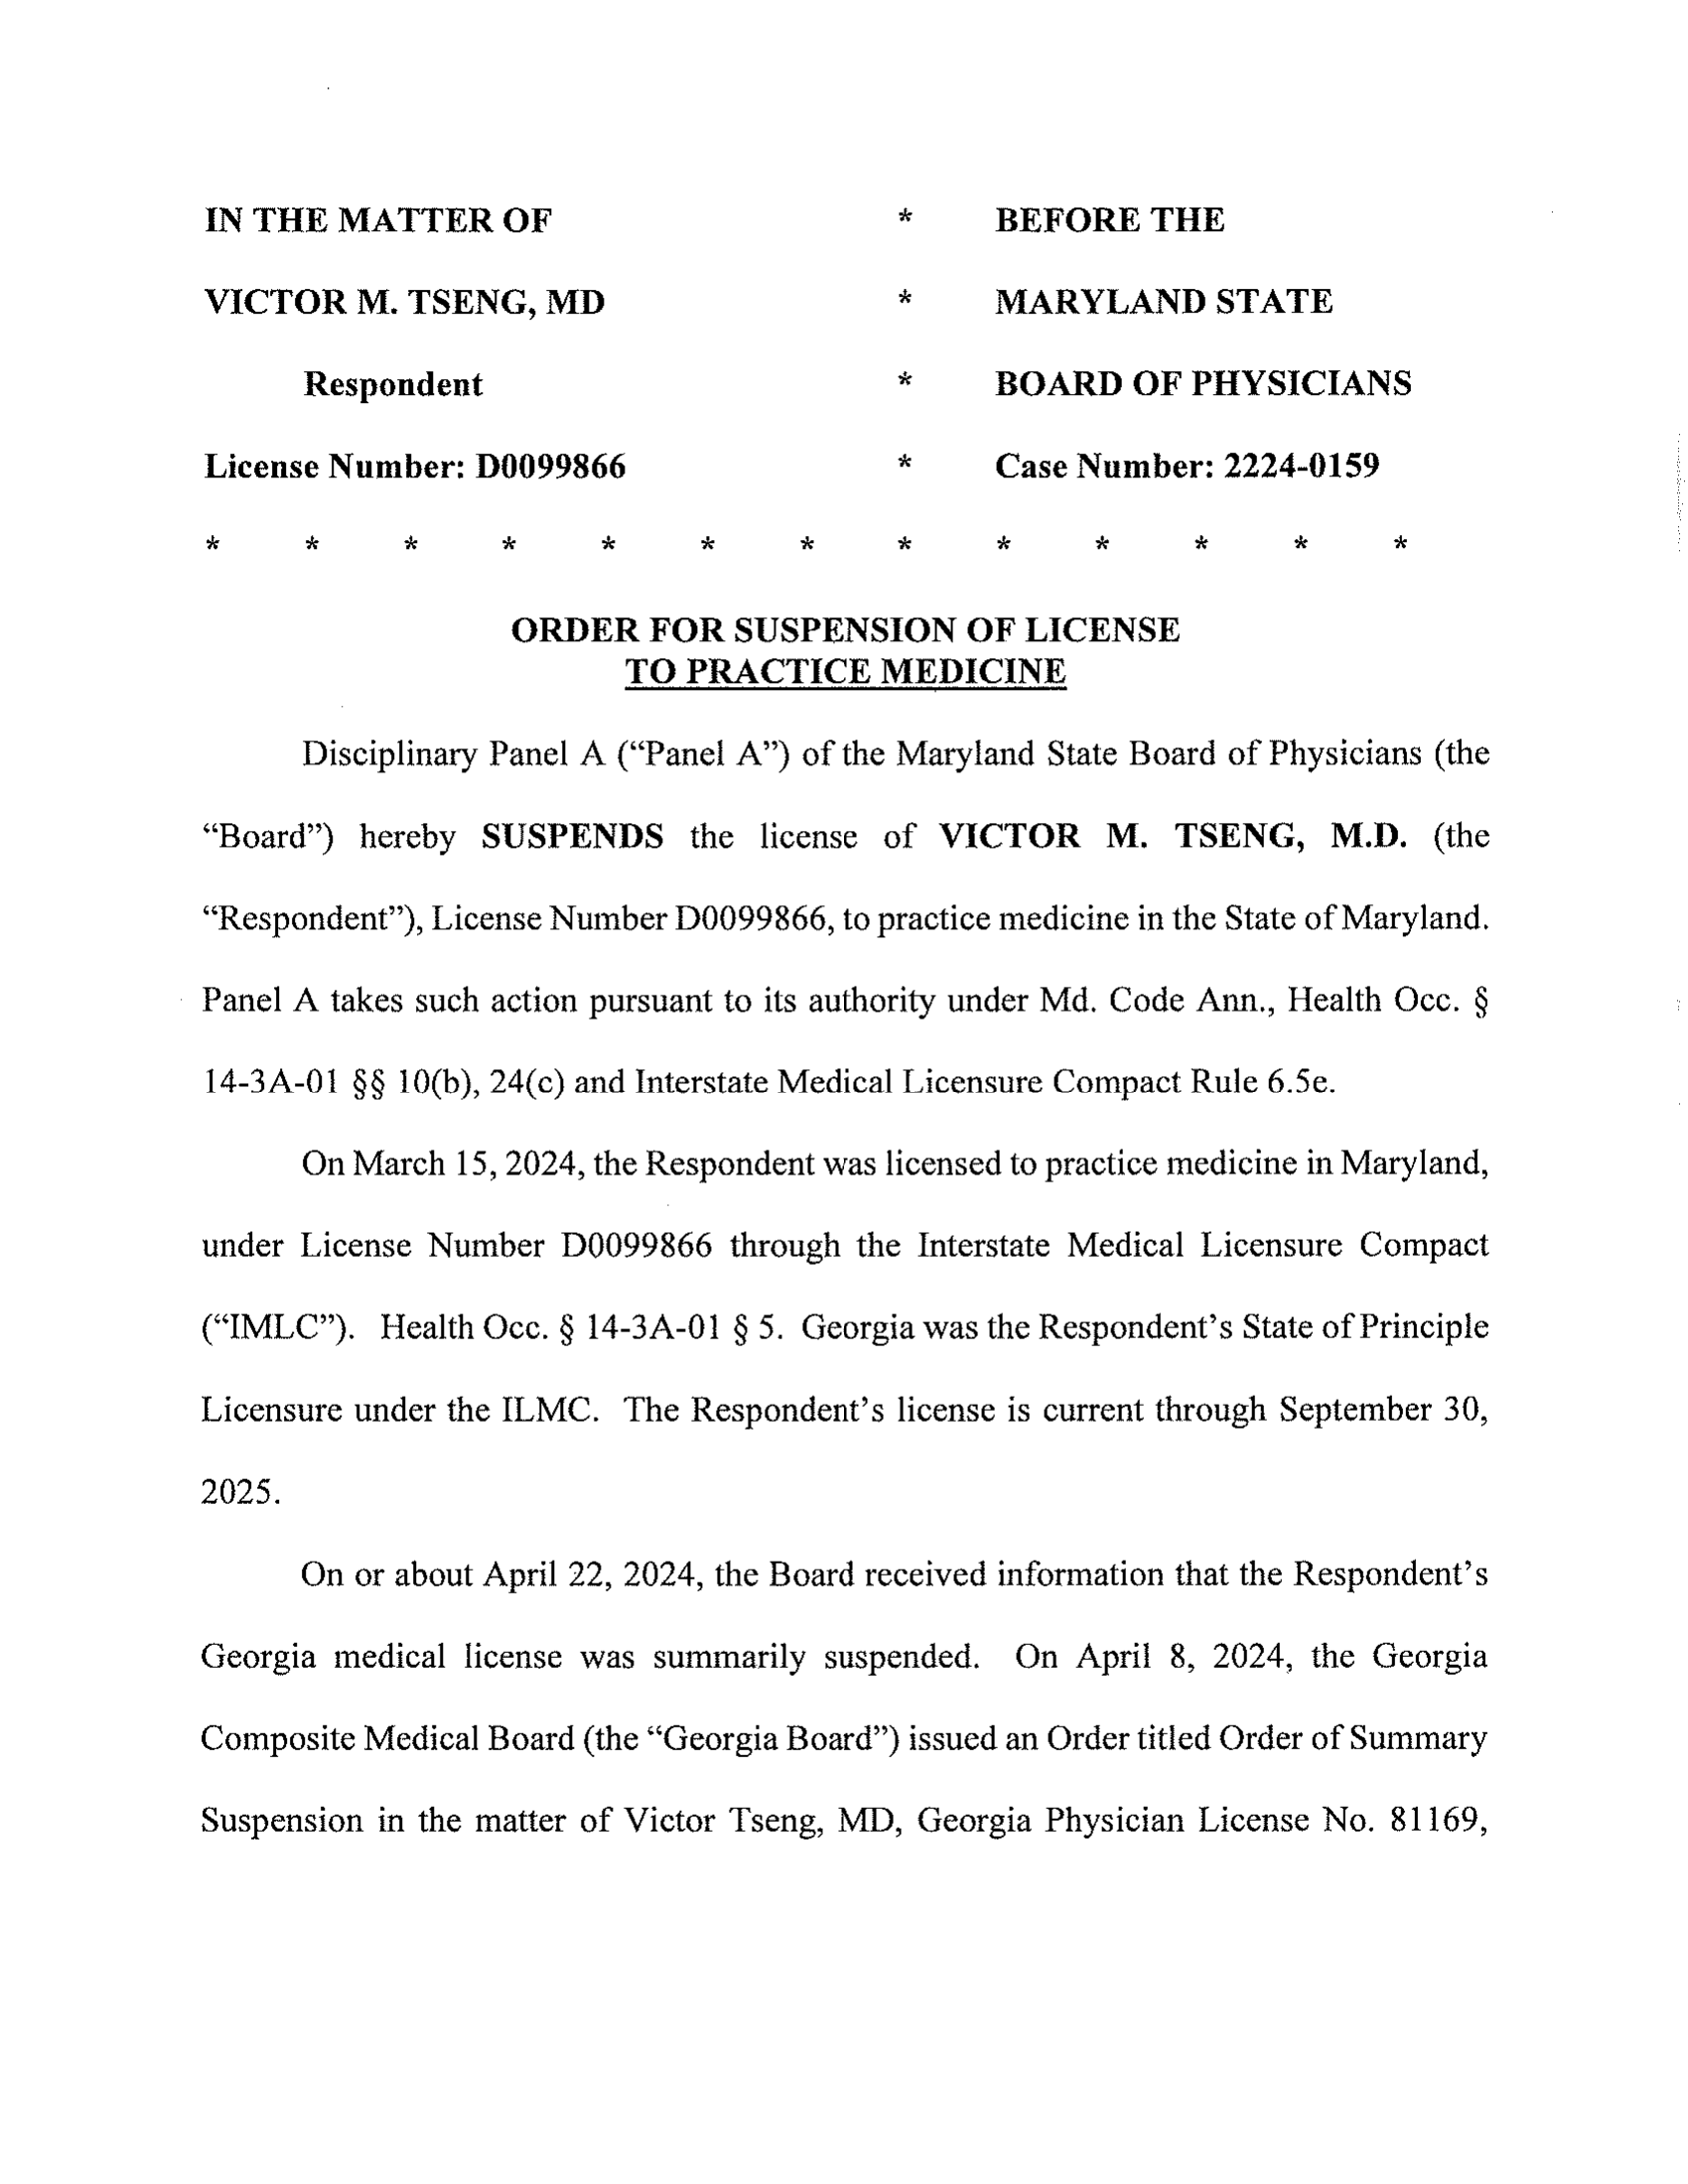 IN THE MATTER OF * BEFORE THE
VICTOR M. TSENG, MD * MARYLAND STATE
Respondent * BOARD OF PHYSICIANS
License Number: D0099866 * Case Number: 2224-0159
* * * * * * * * * * * * *
ORDER FOR SUSPENSION OF LICENSE
TO PRACTICE MEDICINE
Disciplinary Panel A (“Panel A”) of the Maryland State Board of Physicians (the
“Board”) hereby SUSPENDS the license of VICTOR M. TSENG, M.D. (the
“Respondent”), License Number D0099866, to practice medicine in the State of Maryland.
Panel A takes such action pursuant to its authority under Md. Code Ann., Health Occ. §
14-3A-01 §§ 10(b), 24(c) and Interstate Medical Licensure Compact Rule 6.5e.
On March 15, 2024, the Respondent was licensed to practice medicine in Maryland,
under License Number D0099866 through the Interstate Medical Licensure Compact
(“IMLC”). Health Occ. § 14-3A-01 § 5. Georgia was the Respondent’s State of Principle
Licensure under the ILMC. The Respondent’s license is current through September 30,
2025.
On or about April 22, 2024, the Board received information that the Respondent’s
Georgia medical license was summarily suspended. On April 8, 2024, the Georgia
Composite Medical Board (the “Georgia Board”) issued an Order titled Order of Summary
Suspension in the matter of Victor Tseng, MD, Georgia Physician License No. 81169,